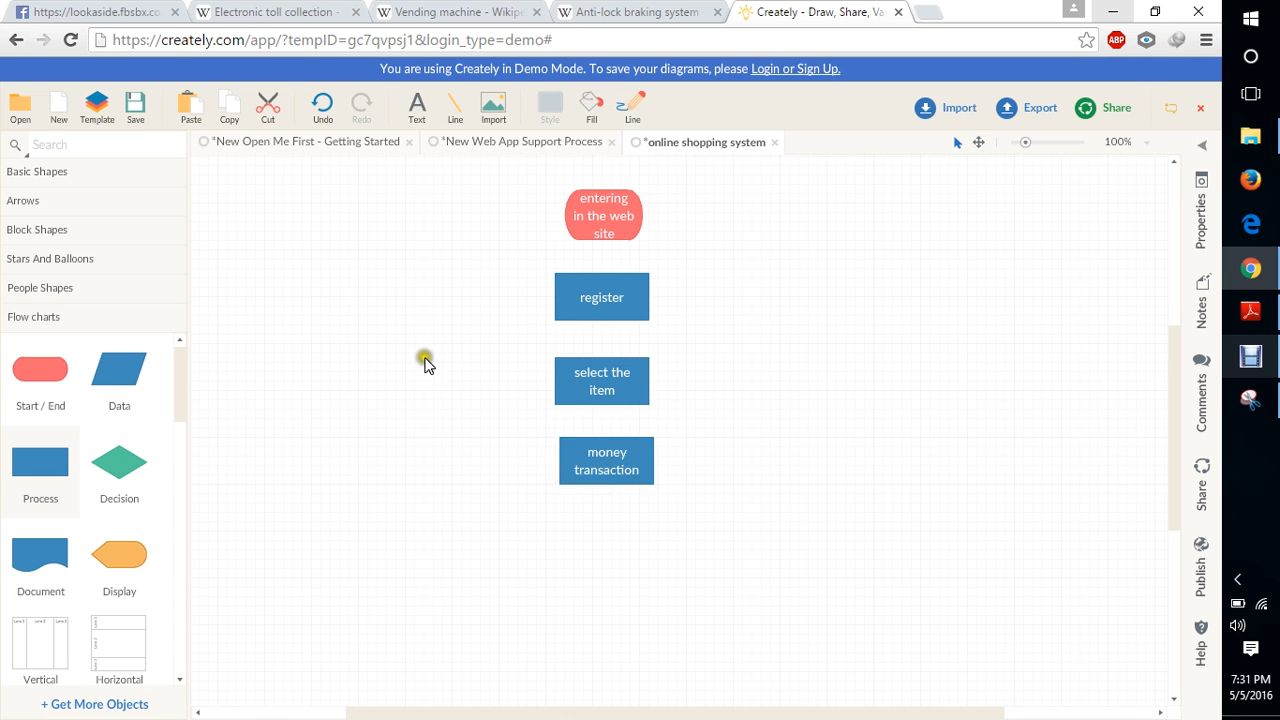 https://lookaside.fbsbx.co
Electronic toll collection -
Vending machine - Wikipe
Anti-lock braking system
Creately - Draw, Share, Va
https://creately.com/app/?tempID=gc7qvpsj1&login_type=demo#
ABP
You are using Creately in Demo Mode. To save your diagrams, please Login or Sign Up.
Open
New
Template
Save
Paste
Copy
Cut
Undo
Redo
Text
Line
Import
Style
Fill
Line
Import
Export
Share
Search
*New Open Me First - Getting Started
*New Web App Support Process
*online shopping system
100%
Basic Shapes
Arrows
Block Shapes
Stars And Balloons
People Shapes
Flow charts
Start / End
Data
Process
Decision
Document
Display
Vertical
Horizontal
+ Get More Objects
entering
in the web
site
register
select the
item
money
transaction
Properties
Notes
Comments
Share
Publish
Help
7:31 PM
5/5/2016